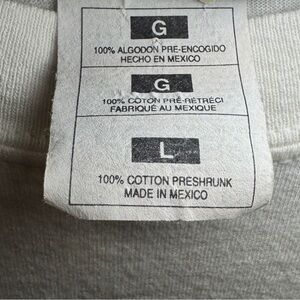 G
100% ALGODON PRE-ENCOGIDO
HECHO EN MEXICO
G
100% COTON PRÉ-RÉTRÉCI
FABRIQUÉ AU MEXIQUE
L
100% COTTON PRESHRUNK
MADE IN MEXICO